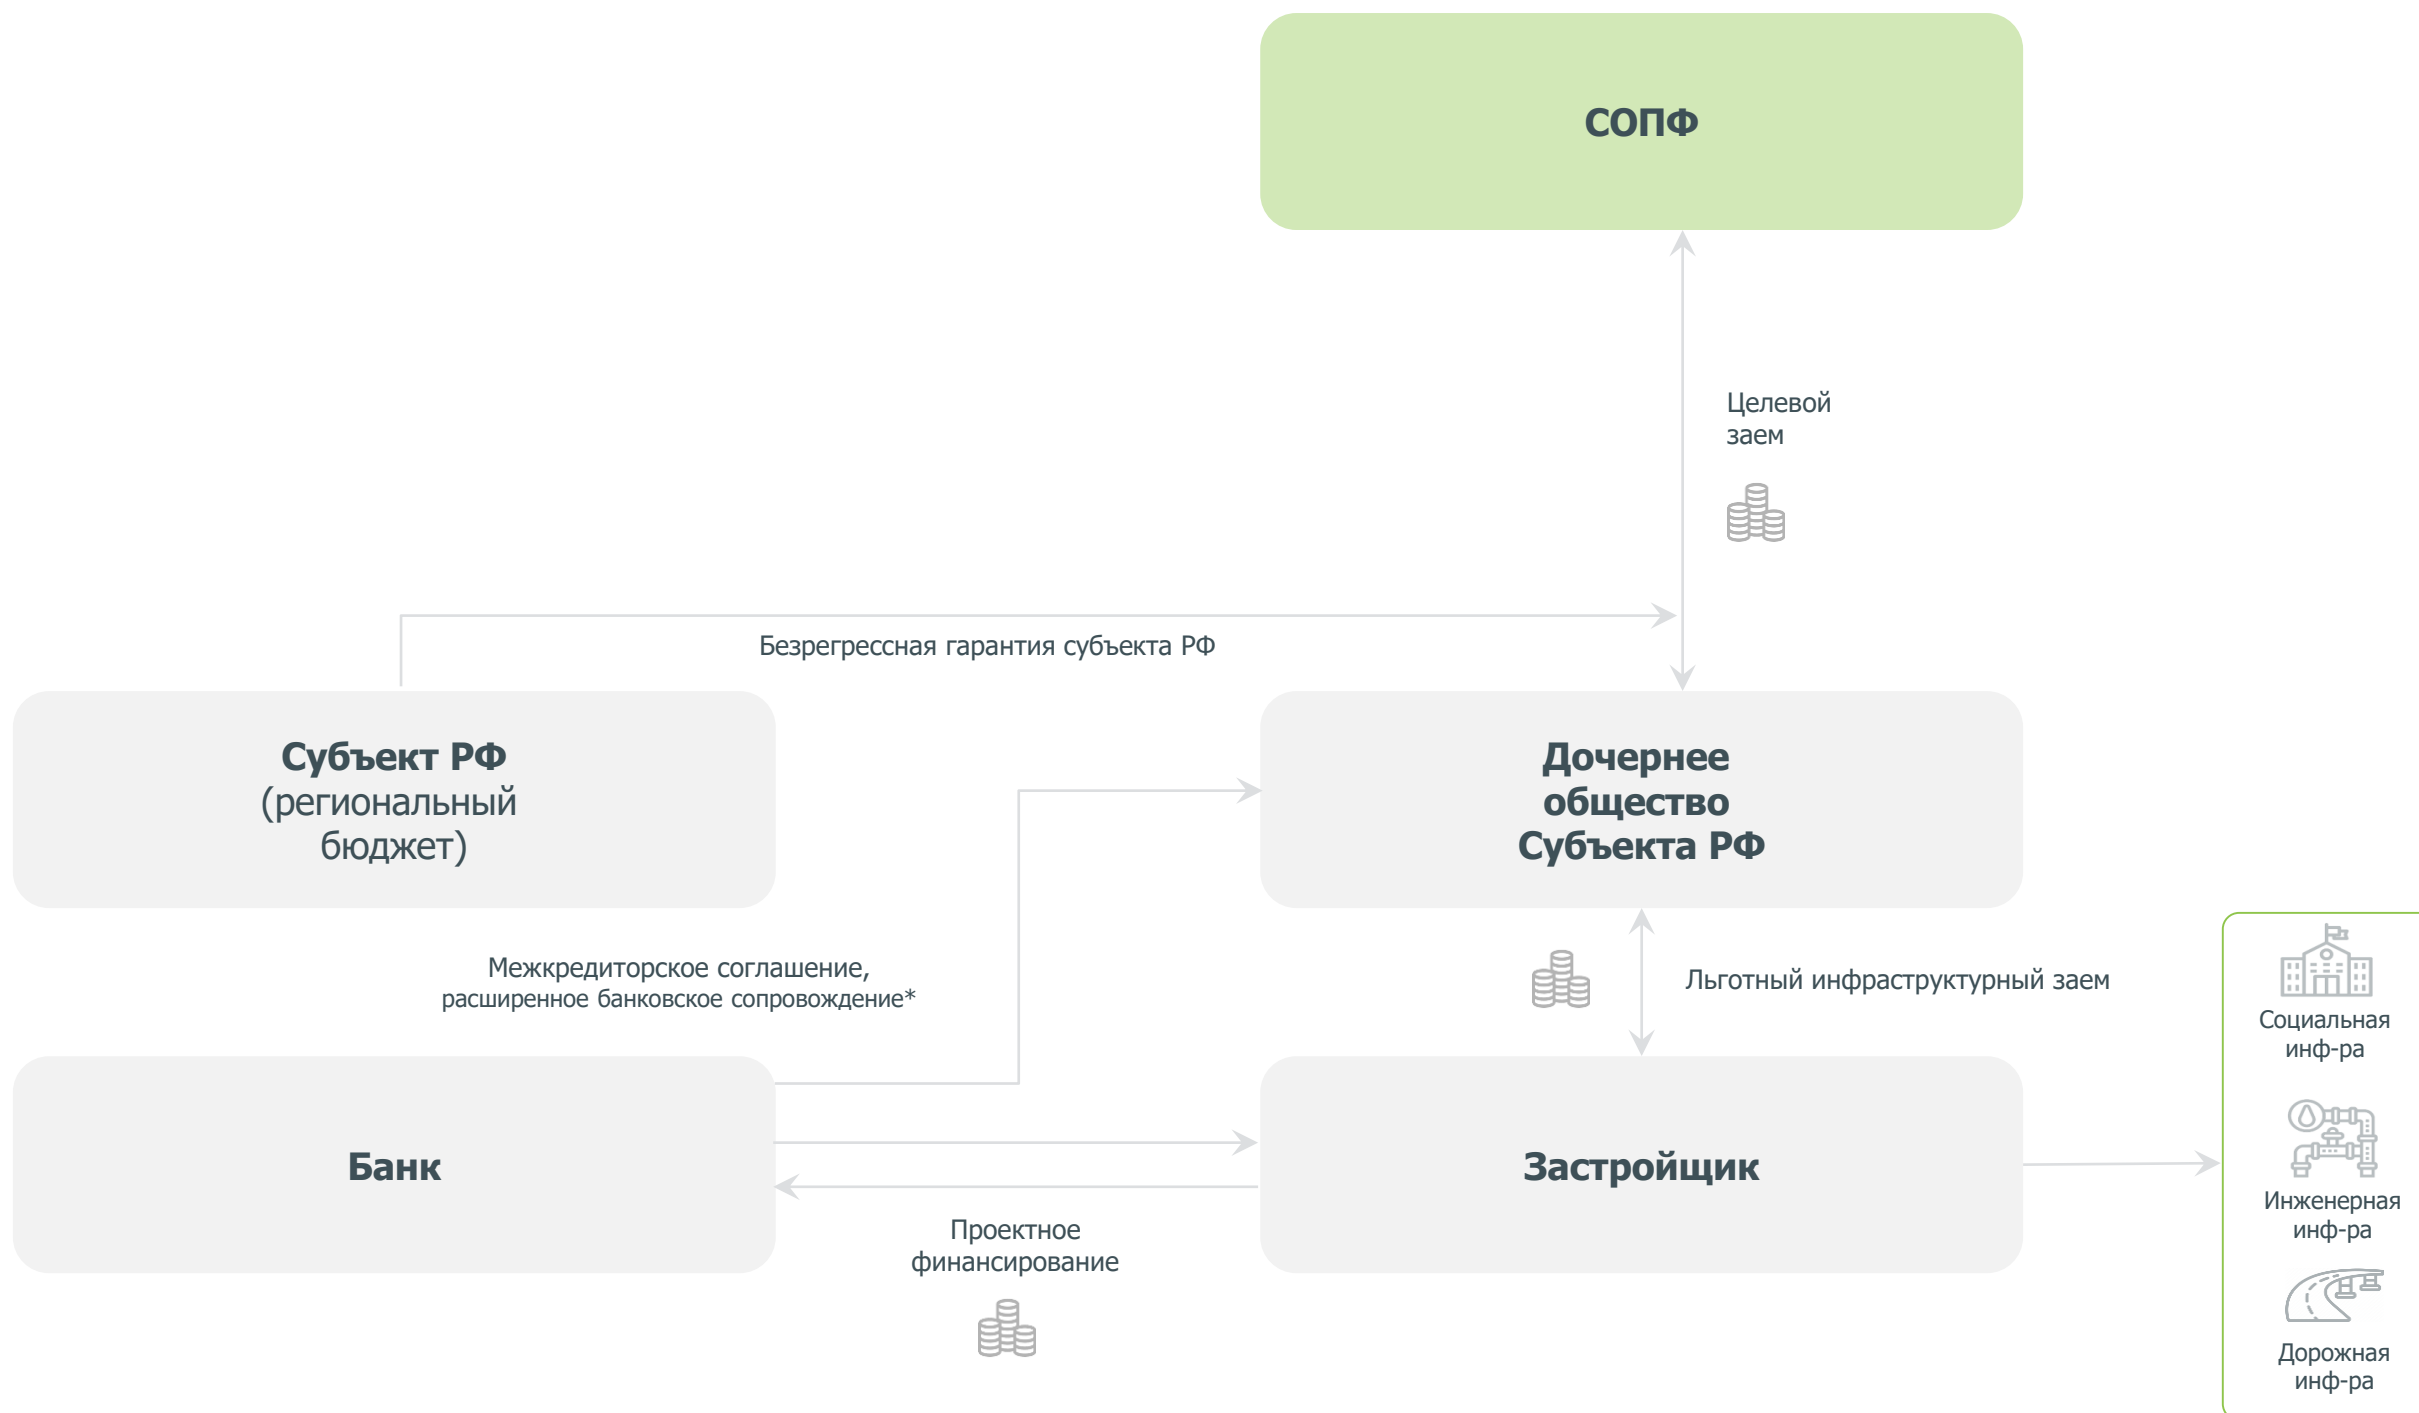 СОПФ
Целевой
заем
Безрегрессная гарантия субъекта РФ
Субъект РФ
(региональный
бюджет)
Дочернее
общество
Субъекта РФ
Межкредиторское соглашение,
расширенное банковское сопровождение*
Льготный инфраструктурный заем
Социальная
инф-ра
Банк
Застройщик
Инженерная
инф-ра
Проектное
финансирование
Дорожная
инф-ра